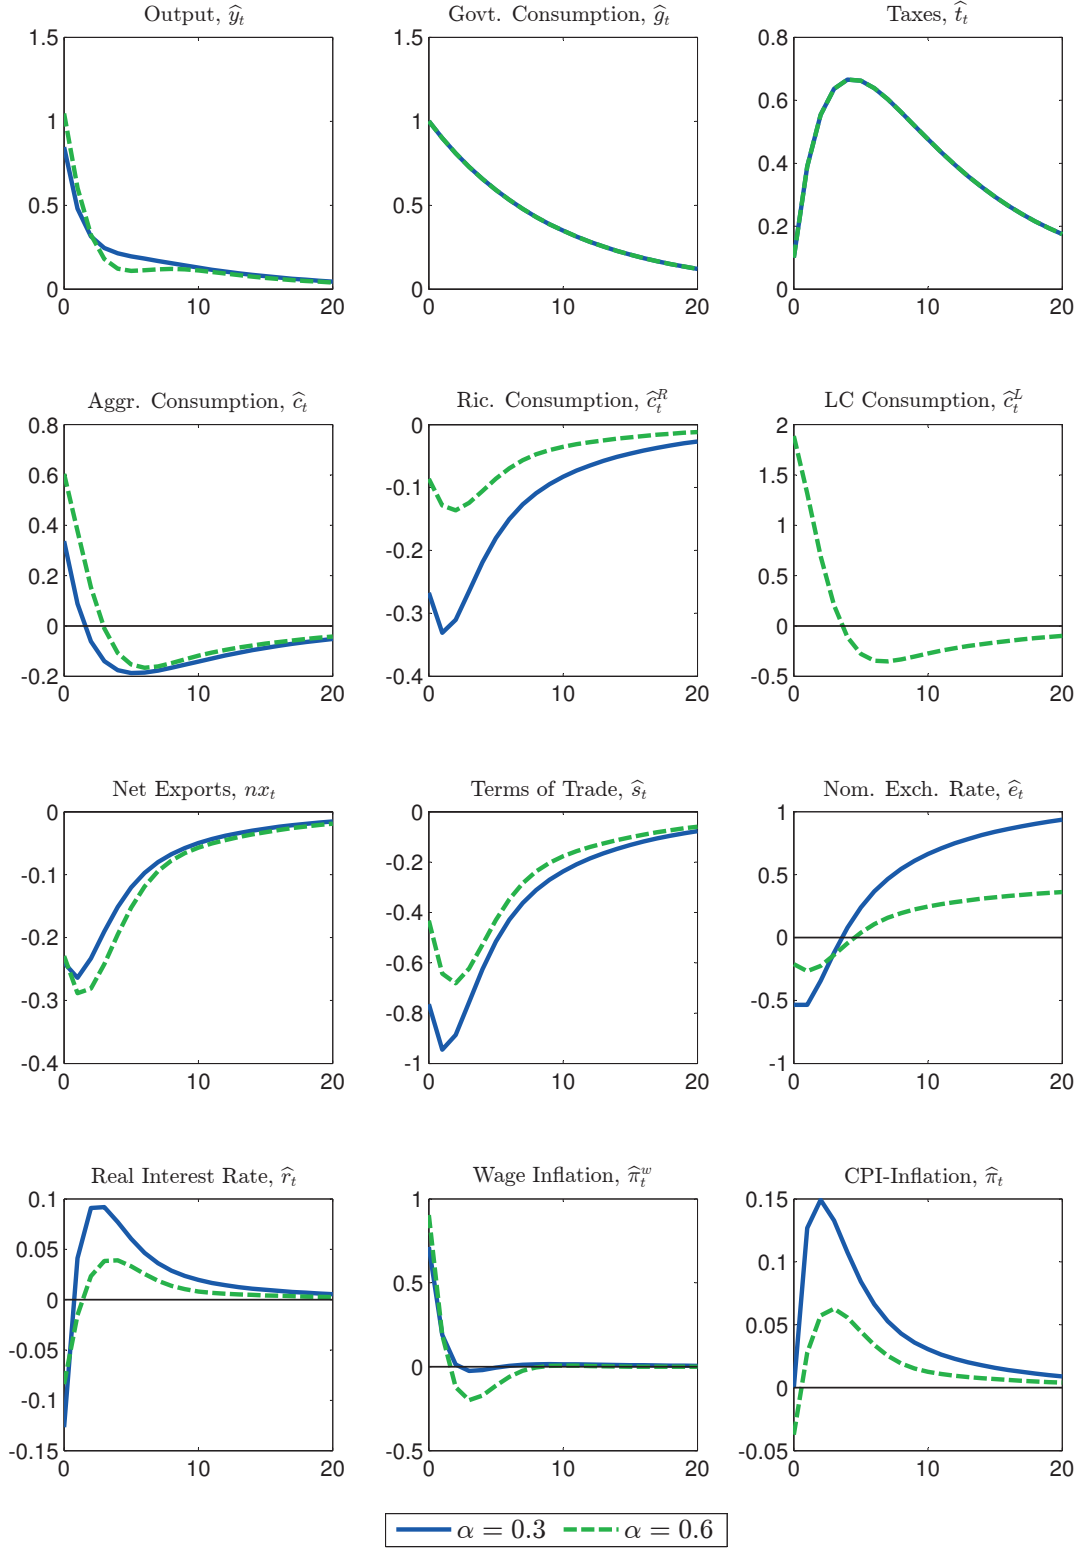 Output, ŷ_t
Govt. Consumption, ĝ_t
Taxes, t̂_t
1.5
1
0.5
0
0 10 20
1.5
1
0.5
0
0 10 20
0.8
0.6
0.4
0.2
0
0 10 20
Aggr. Consumption, ĉ_t
Ric. Consumption, ĉ_t^R
LC Consumption, ĉ_t^L
0.8
0.6
0.4
0.2
0
-0.2
0 10 20
0
-0.1
-0.2
-0.3
-0.4
0 10 20
2
1.5
1
0.5
0
-0.5
0 10 20
Net Exports, nx_t
Terms of Trade, ŝ_t
Nom. Exch. Rate, ê_t
0
-0.1
-0.2
-0.3
-0.4
0 10 20
0
-0.2
-0.4
-0.6
-0.8
-1
0 10 20
1
0.5
0
-0.5
-1
0 10 20
Real Interest Rate, r̂_t
Wage Inflation, π̂_t^w
CPI-Inflation, π̂_t
0.1
0.05
0
-0.05
-0.1
-0.15
0 10 20
1
0.5
0
-0.5
0 10 20
0.15
0.1
0.05
0
-0.05
0 10 20
α = 0.3 α = 0.6